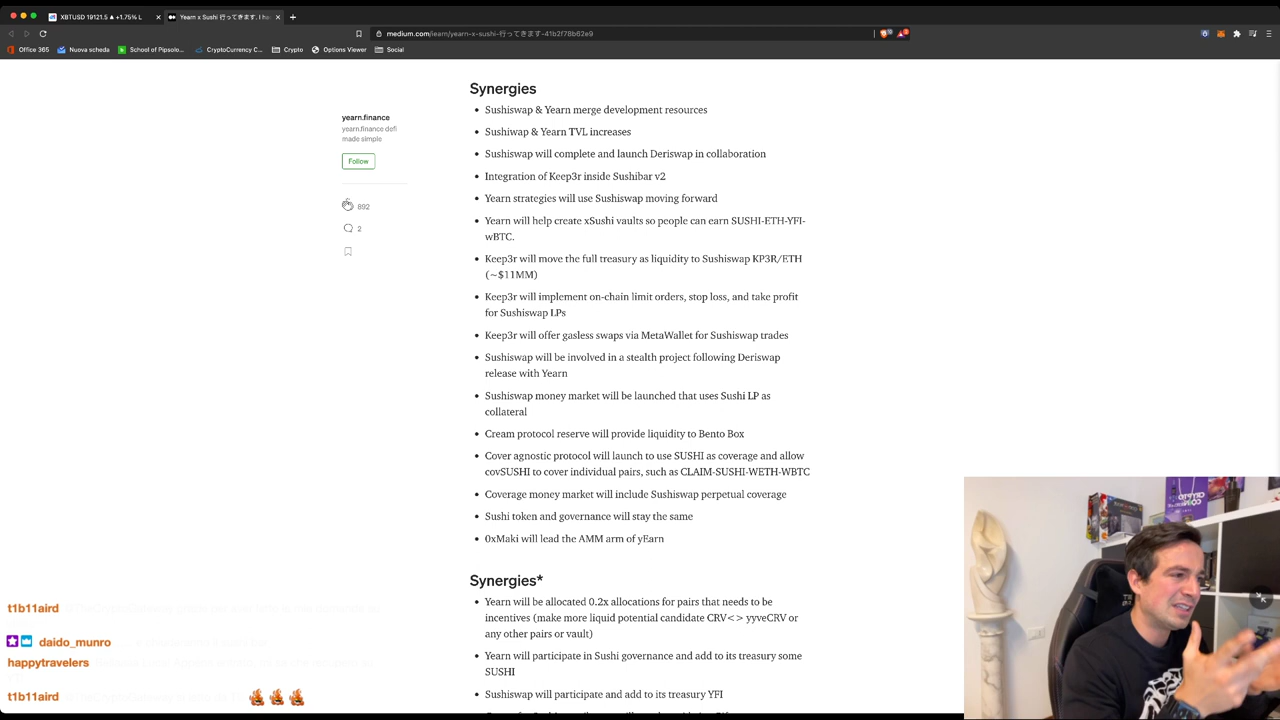 XBTUSD 19121.5 ▲ +1.75% L
Yearn x Sushi 行ってきます. I ha
medium.com/iearn/yearn-x-sushi-行ってきます-41b2f78b62e9
Office 365
Nuova scheda
School of Pipsolo...
CryptoCurrency C...
Crypto
Options Viewer
Social
yearn.finance
yearn.finance defi
made simple
Follow
892
2
Synergies
Sushiswap & Yearn merge development resources
Sushiwap & Yearn TVL increases
Sushiswap will complete and launch Deriswap in collaboration
Integration of Keep3r inside Sushibar v2
Yearn strategies will use Sushiswap moving forward
Yearn will help create xSushi vaults so people can earn SUSHI-ETH-YFI-
wBTC.
Keep3r will move the full treasury as liquidity to Sushiswap KP3R/ETH
(~$11MM)
Keep3r will implement on-chain limit orders, stop loss, and take profit
for Sushiswap LPs
Keep3r will offer gasless swaps via MetaWallet for Sushiswap trades
Sushiswap will be involved in a stealth project following Deriswap
release with Yearn
Sushiswap money market will be launched that uses Sushi LP as
collateral
Cream protocol reserve will provide liquidity to Bento Box
Cover agnostic protocol will launch to use SUSHI as coverage and allow
covSUSHI to cover individual pairs, such as CLAIM-SUSHI-WETH-WBTC
Coverage money market will include Sushiswap perpetual coverage
Sushi token and governance will stay the same
0xMaki will lead the AMM arm of yEarn
Synergies*
Yearn will be allocated 0.2x allocations for pairs that needs to be
incentives (make more liquid potential candidate CRV<> yyveCRV or
any other pairs or vault)
Yearn will participate in Sushi governance and add to its treasury some
SUSHI
Sushiswap will participate and add to its treasury YFI
t1b11aird
daido_munro
happytravelers
t1b11aird